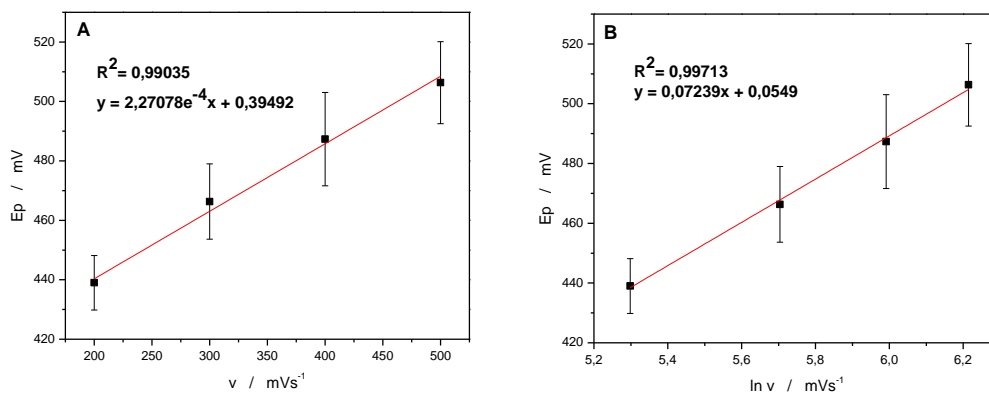 A
R²= 0,99035
y = 2,27078e⁻⁴x + 0,39492
Ep / mV
520
500
480
460
440
420
200
250
300
350
400
450
500
v / mVs⁻¹
B
R²= 0,99713
y = 0,07239x + 0,0549
Ep / mV
520
500
480
460
440
420
5,2
5,4
5,6
5,8
6,0
6,2
ln v / mVs⁻¹